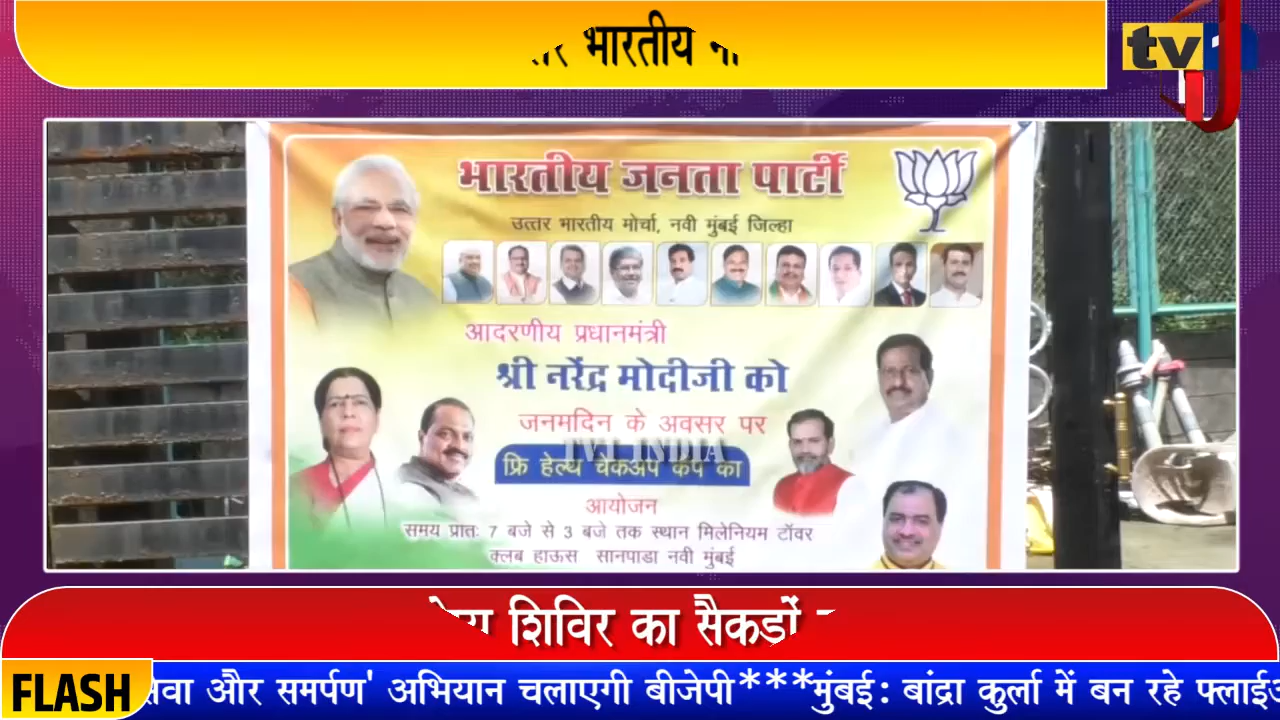 भारतीय
tv
भारतीय जनता पार्टी
उत्तर भारतीय मोर्चा, नवी मुंबई जिल्हा
आदरणीय प्रधानमंत्री
श्री नरेंद्र मोदीजी को
जनमदिन के अवसर पर
TV1 INDIA
फ्रि हेल्थ चेकअप कॅप का
आयोजन
समय प्रातः 7 बजे से 3 बजे तक स्थान मिलेनियम टॉवर
क्लब हाऊस सानपाडा नवी मुंबई
शिविर का सैकडों
FLASH
सेवा और समर्पण' अभियान चलाएगी बीजेपी***मुंबई: बांद्रा कुर्ला में बन रहे